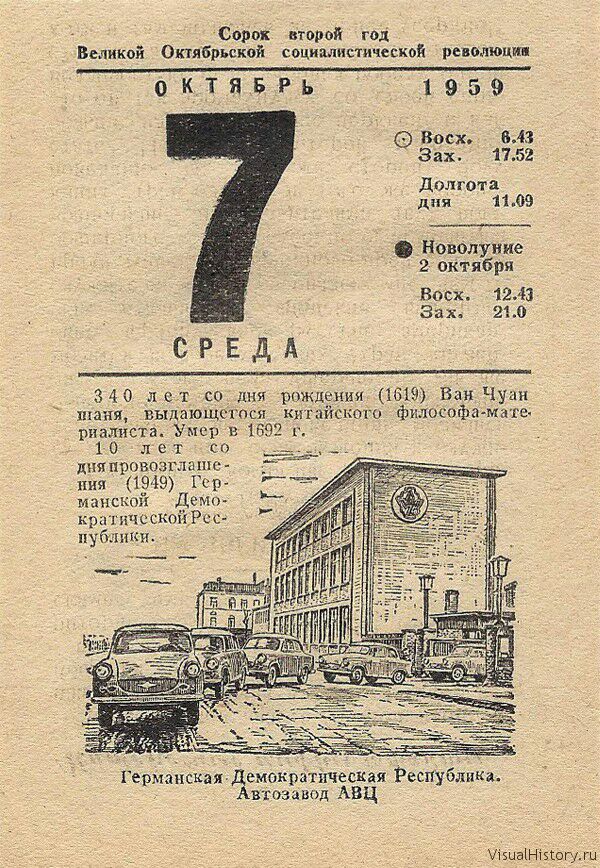 Сорок второй год
Великой Октябрьской социалистической революции
ОКТЯБРЬ 1959
7
Восх. 6.43
Зах. 17.52
Долгота
дня 11.09
Новолуние
2 октября
Восх. 12.43
Зах. 21.0
СРЕДА
340 лет со дня рождения (1619) Ван Чуан
шаня, выдающегося китайского философа-мате-
риалиста. Умер в 1692 г.
10 лет со
дня провозглаше-
ния (1949) Гер-
манской Демо-
кратической Рес-
публики.
Германская Демократическая Республика.
Автозавод АВЦ
VisualHistory.ru